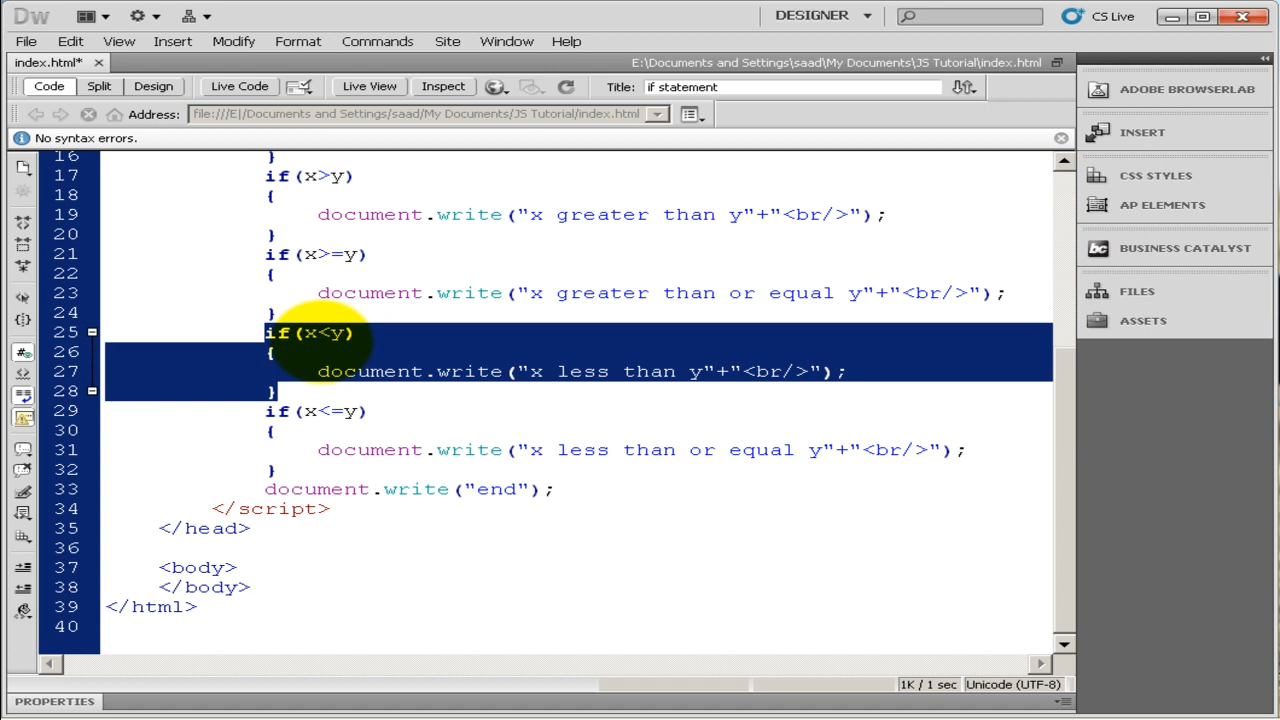 Dw DESIGNER CS Live
File Edit View Insert Modify Format Commands Site Window Help
index.html* E:\Documents and Settings\saad\My Documents\JS Tutorial\index.html
Code Split Design Live Code Live View Inspect Title: if statement
Address: file:///E|/Documents and Settings/saad/My Documents/JS Tutorial/index.html
No syntax errors.
16 }
17 if(x>y)
18 {
19 document.write("x greater than y"+"<br/>");
20 }
21 if(x>=y)
22 {
23 document.write("x greater than or equal y"+"<br/>");
24 }
25 if(x<y)
26 {
27 document.write("x less than y"+"<br/>");
28 }
29 if(x<=y)
30 {
31 document.write("x less than or equal y"+"<br/>");
32 }
33 document.write("end");
34 </script>
35 </head>
36
37 <body>
38 </body>
39 </html>
40
1K / 1 sec Unicode (UTF-8)
PROPERTIES
ADOBE BROWSERLAB
INSERT
CSS STYLES
AP ELEMENTS
bc BUSINESS CATALYST
FILES
ASSETS